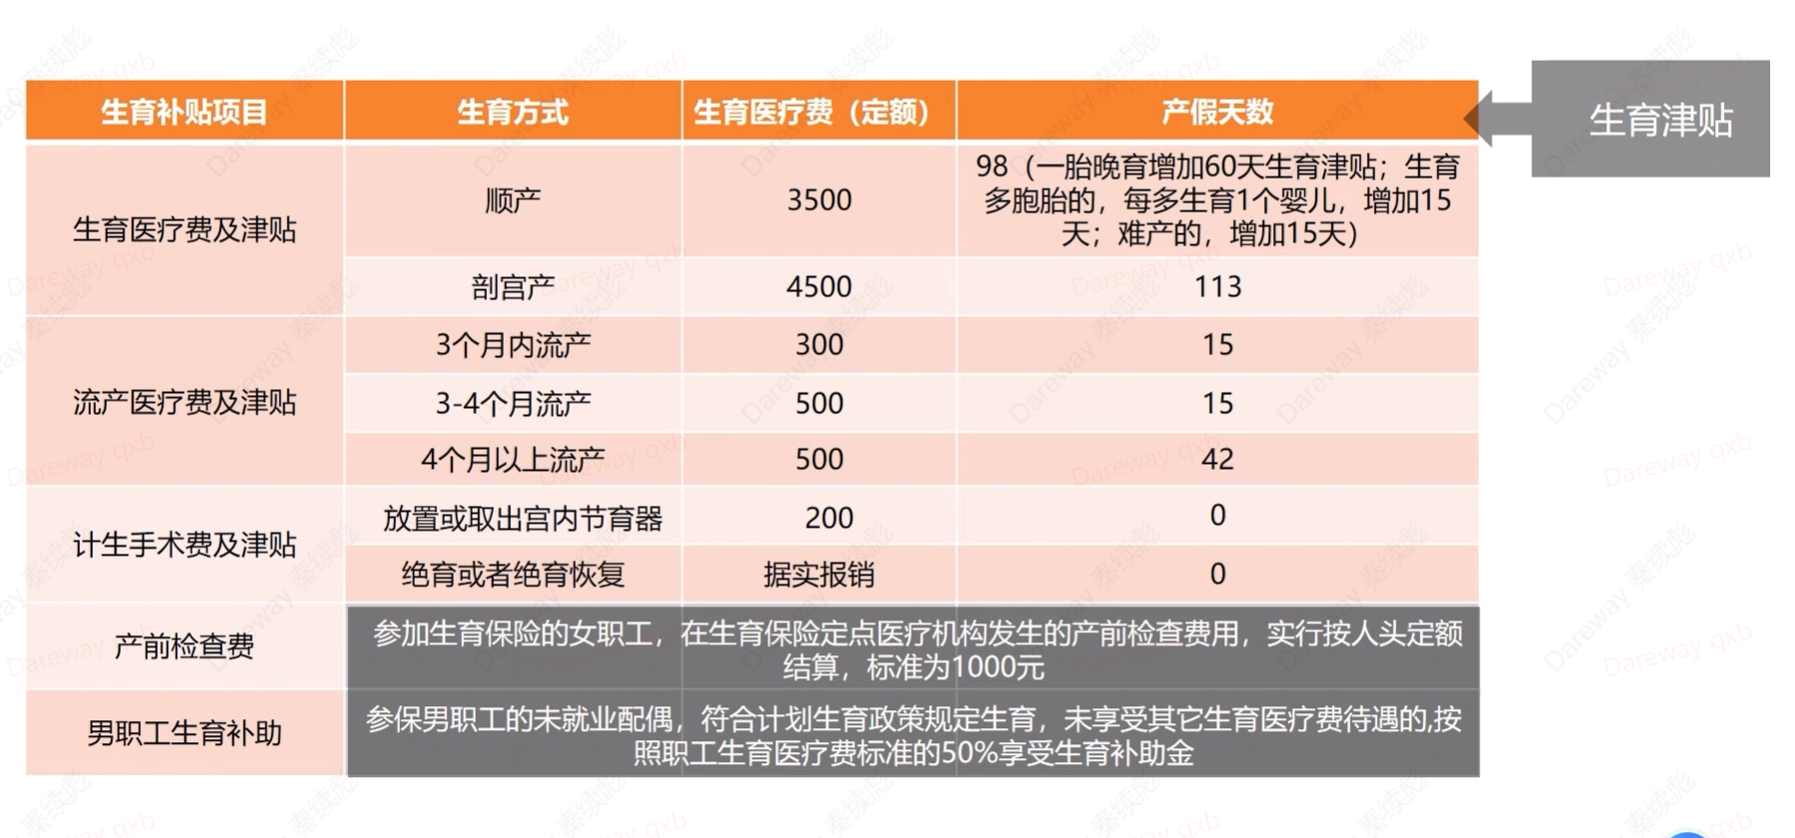 生育补贴项目 生育方式 生育医疗费（定额） 产假天数
生育津贴
生育医疗费及津贴
顺产 3500
98（一胎晚育增加60天生育津贴；生育
多胞胎的，每多生育1个婴儿，增加15
天；难产的，增加15天）
剖宫产 4500 113
流产医疗费及津贴
3个月内流产 300 15
3-4个月流产 500 15
4个月以上流产 500 42
计生手术费及津贴
放置或取出宫内节育器 200 0
绝育或者绝育恢复 据实报销 0
产前检查费
参加生育保险的女职工，在生育保险定点医疗机构发生的产前检查费用，实行按人头定额
结算，标准为1000元
男职工生育补助
参保男职工的未就业配偶，符合计划生育政策规定生育，未享受其它生育医疗费待遇的,按
照职工生育医疗费标准的50%享受生育补助金
Dareway 秦续彪
Dareway qxb